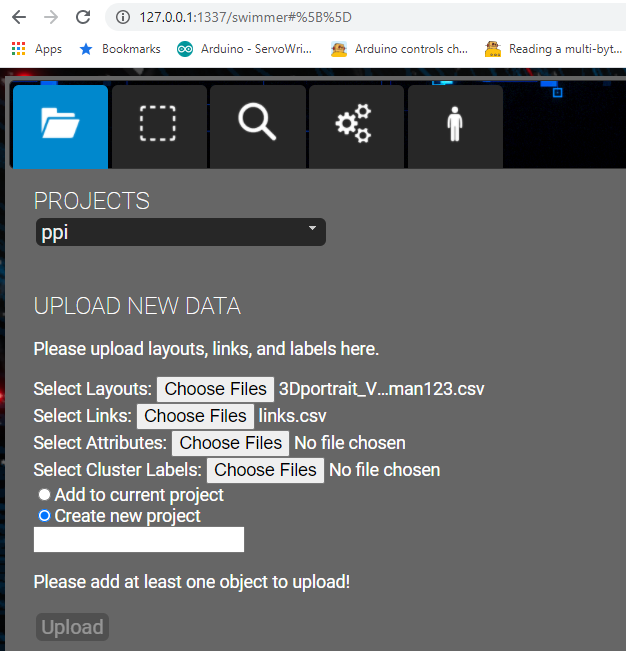 127.0.0.1:1337/swimmer#%5B%5D
Apps Bookmarks Arduino - ServoWri... Arduino controls ch... Reading a multi-byt...
PROJECTS
ppi
UPLOAD NEW DATA
Please upload layouts, links, and labels here.
Select Layouts: Choose Files 3Dportrait_V...man123.csv
Select Links: Choose Files links.csv
Select Attributes: Choose Files No file chosen
Select Cluster Labels: Choose Files No file chosen
Add to current project
Create new project
Please add at least one object to upload!
Upload